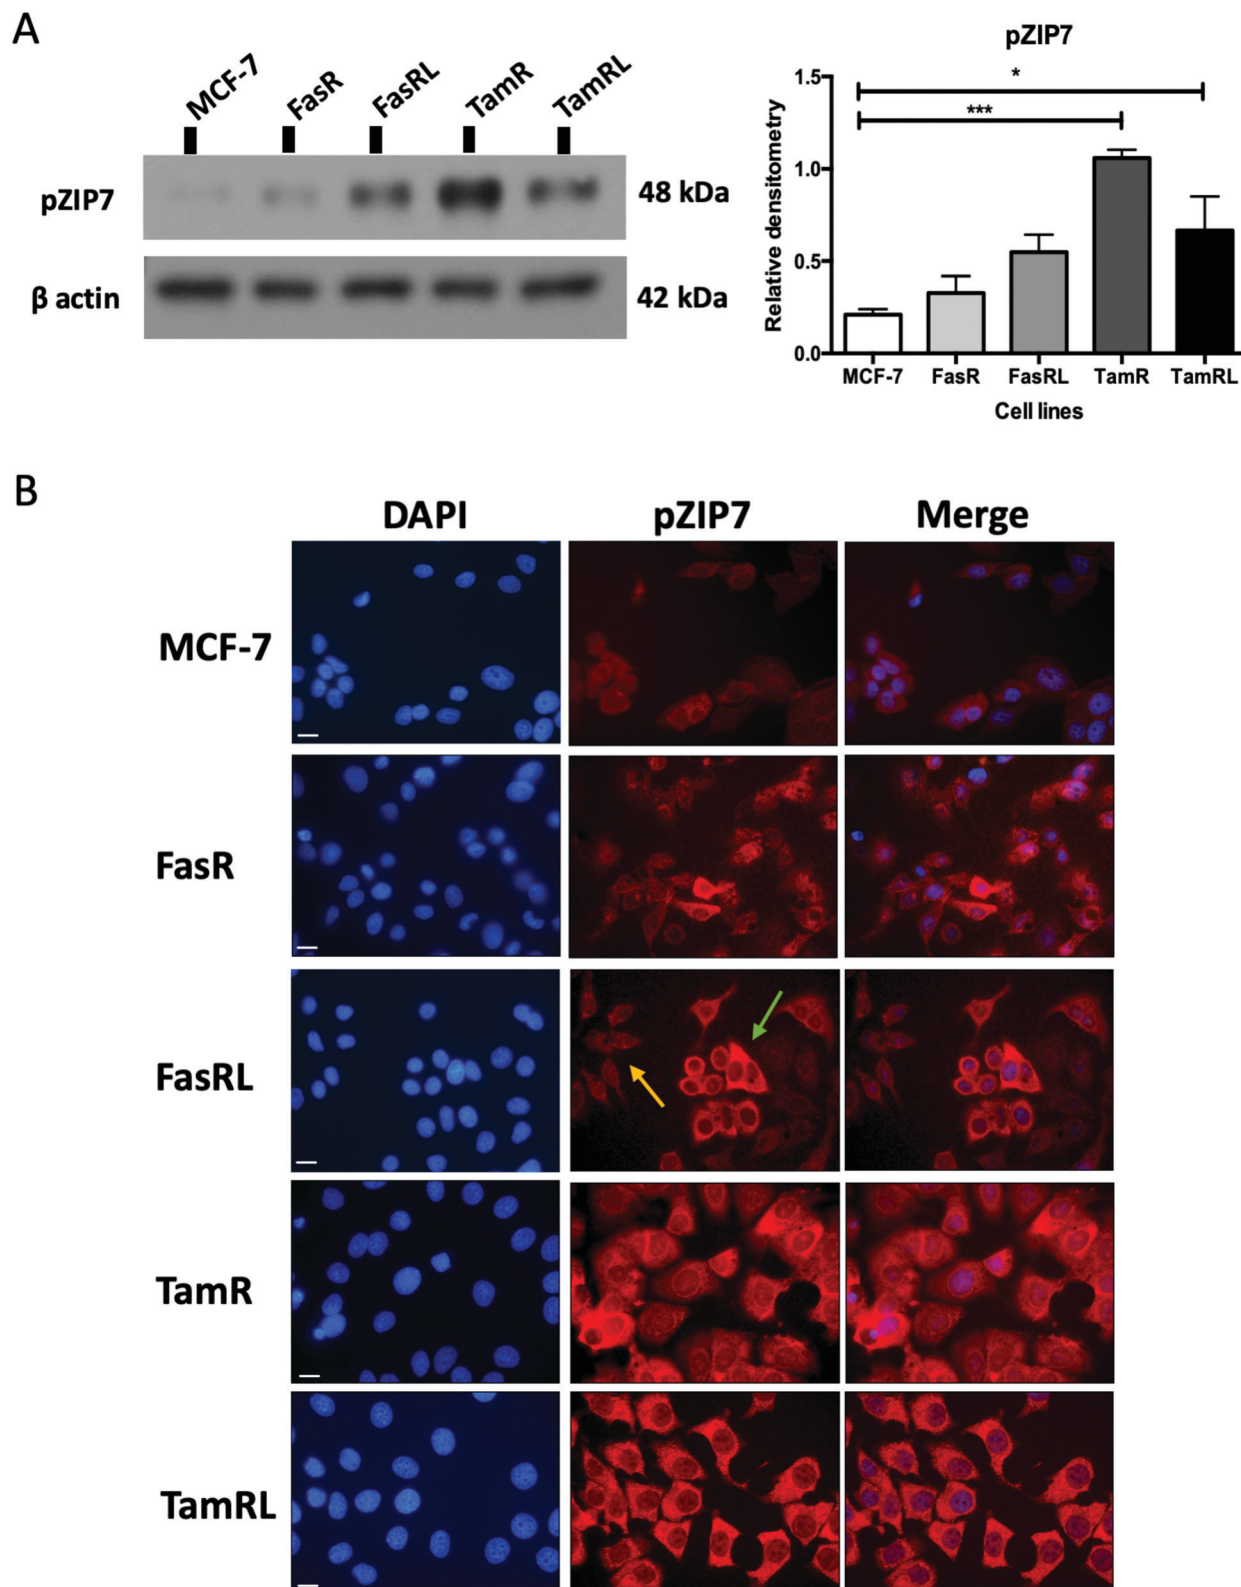 A
MCF-7
FasR
FasRL
TamR
TamRL
pZIP7
48 kDa
β actin
42 kDa
pZIP7
*
***
1.5
1.0
0.5
0.0
Relative densitometry
MCF-7 FasR FasRL TamR TamRL
Cell lines
B
DAPI pZIP7 Merge
MCF-7
FasR
FasRL
TamR
TamRL